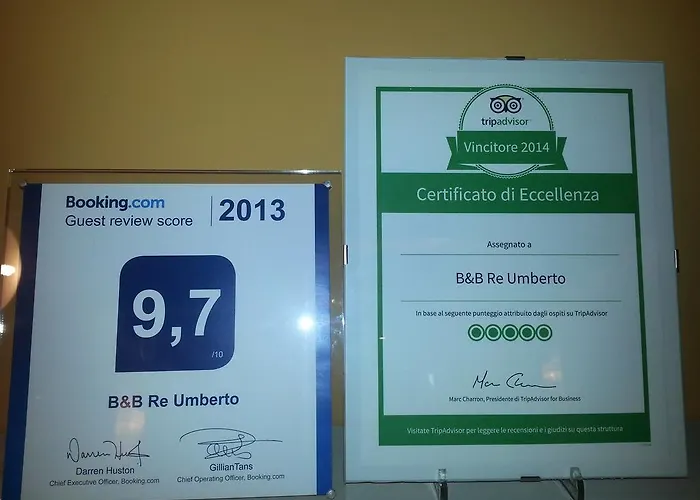 Booking.com
Guest review score
2013
9,7
/10
B&B Re Umberto
Darren Huston
Chief Executive Officer, Booking.com
GillianTans
Chief Operating Officer, Booking.com
tripadvisor
Vincitore 2014
Certificato di Eccellenza
Assegnato a
B&B Re Umberto
In base al seguente punteggio attribuito dagli ospiti su TripAdvisor
Marc Charron, Presidente di TripAdvisor for Business
Visitate TripAdvisor per leggere le recensioni e i giudizi su questa struttura